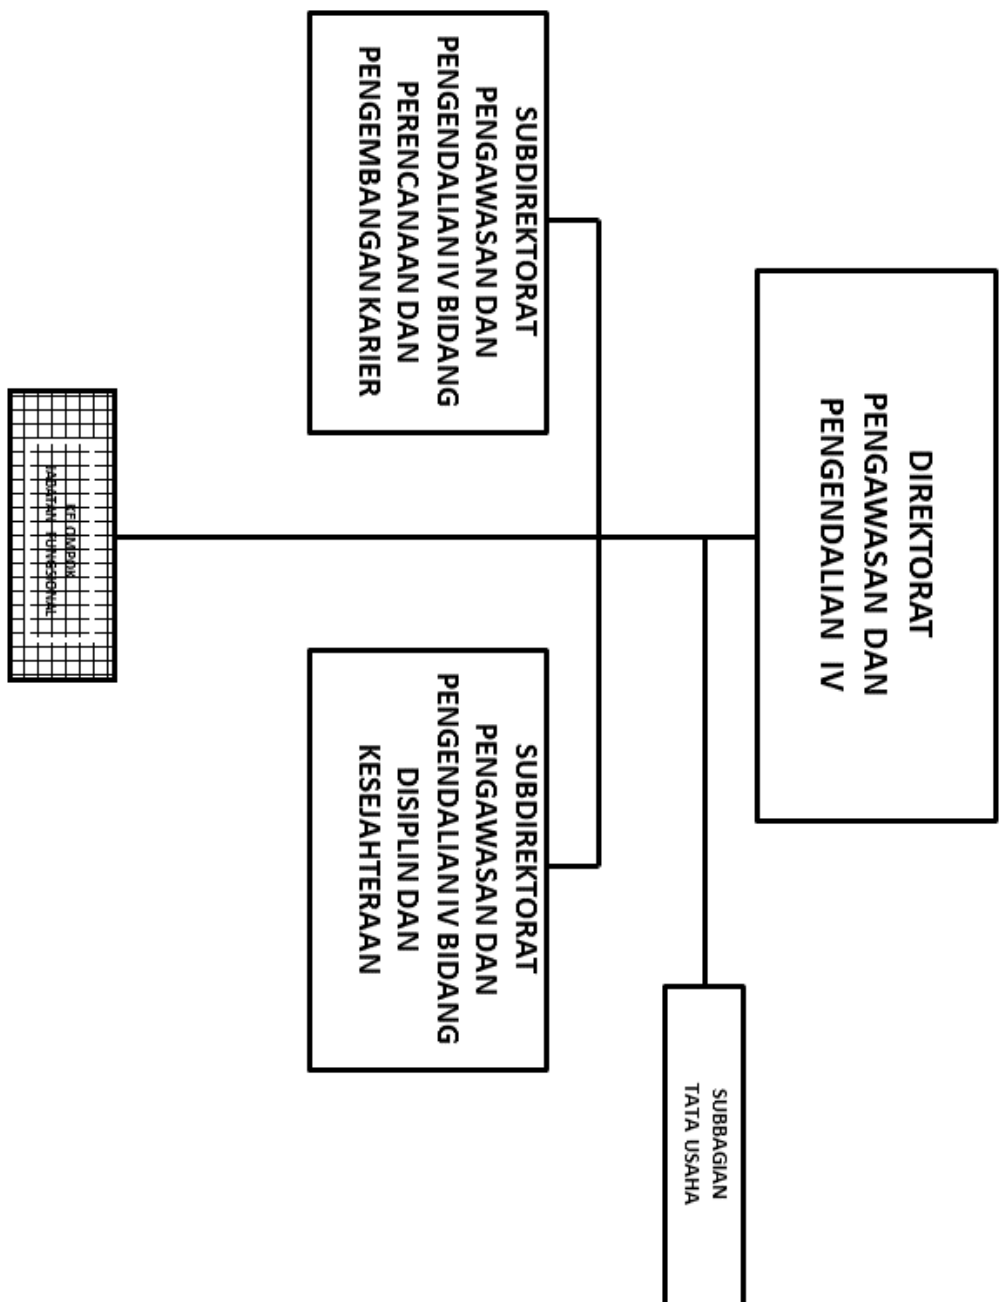 DIREKTORAT
PENGAWASAN DAN
PENGENDALIAN IV
SUBBAGIAN
TATA USAHA
SUBDIREKTORAT
PENGAWASAN DAN
PENGENDALIAN IV BIDANG
PERENCANAAN DAN
PENGEMBANGAN KARIER
SUBDIREKTORAT
PENGAWASAN DAN
PENGENDALIAN IV BIDANG
DISIPLIN DAN
KESEJAHTERAAN
KELOMPOK
JABATAN FUNGSIONAL